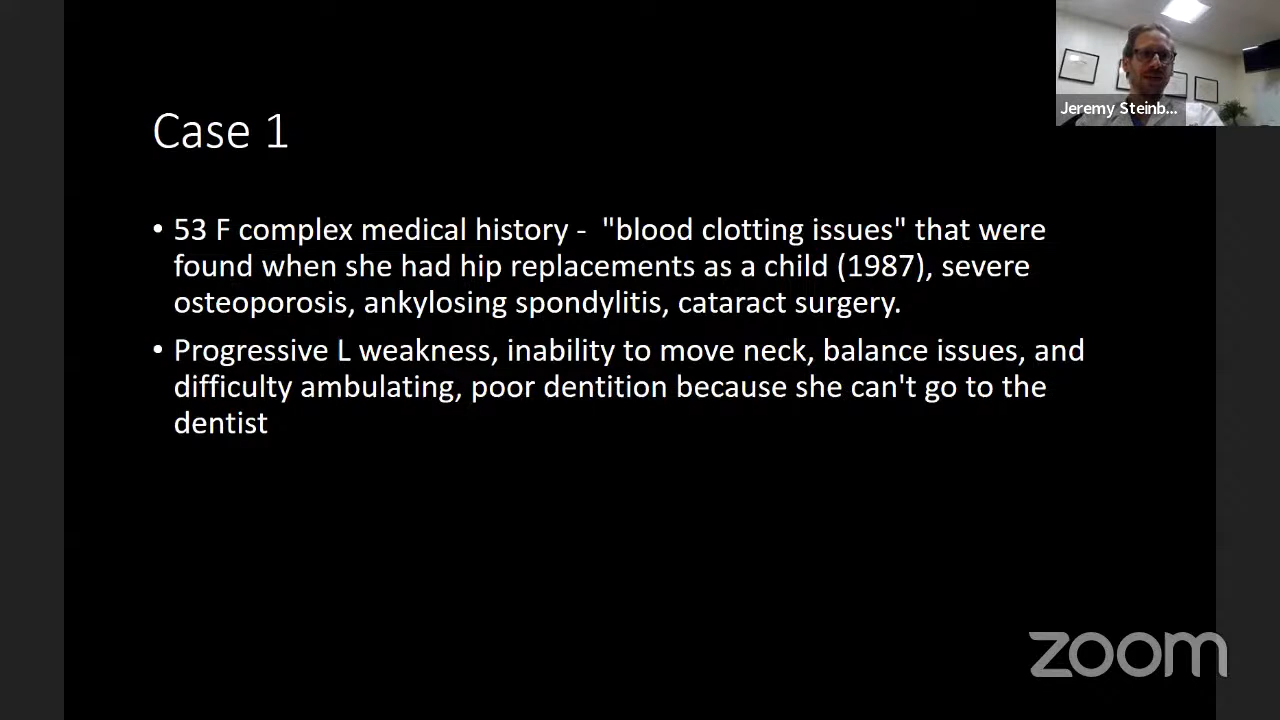 Jeremy Steinb...
Case 1
• 53 F complex medical history - "blood clotting issues" that were
found when she had hip replacements as a child (1987), severe
osteoporosis, ankylosing spondylitis, cataract surgery.
• Progressive L weakness, inability to move neck, balance issues, and
difficulty ambulating, poor dentition because she can't go to the
dentist
zoom